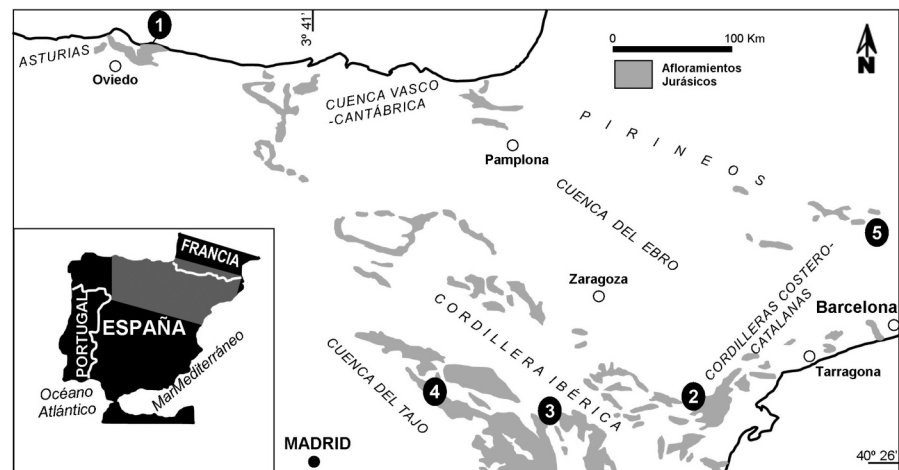 1
3º 41'
0 100 Km
N
Afloramientos
Jurásicos
ASTURIAS
Oviedo
CUENCA VASCO
-CANTÁBRICA
PIRINEOS
Pamplona
CUENCA DEL EBRO
5
Zaragoza
CORDILLERAS COSTERO-
CATALANAS
Barcelona
Tarragona
CORDILLERA IBÉRICA
CUENCA DEL TAJO
4
3
2
MADRID
40º 26'
FRANCIA
PORTUGAL
ESPAÑA
Océano
Atlántico
MarMediterráneo